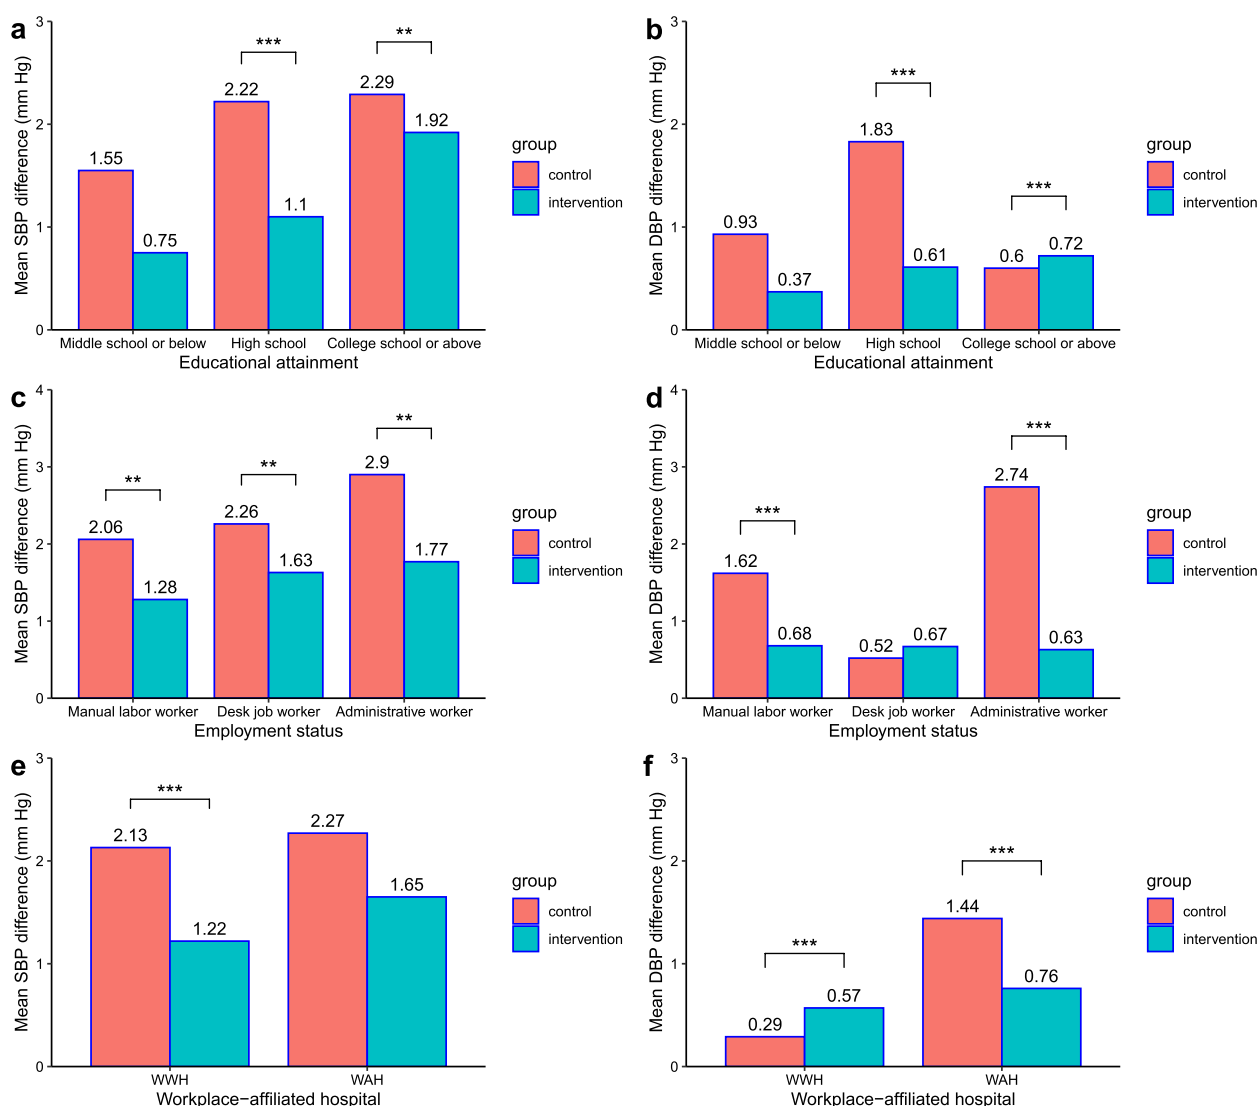 a
Mean SBP difference (mm Hg)
3
2
1
0
1.55
0.75
2.22
1.1
***
2.29
1.92
**
Middle school or below
High school
College school or above
Educational attainment
group
control
intervention
b
Mean DBP difference (mm Hg)
3
2
1
0
0.93
0.37
1.83
0.61
***
0.6
0.72
***
Middle school or below
High school
College school or above
Educational attainment
group
control
intervention
c
Mean SBP difference (mm Hg)
4
3
2
1
0
2.06
1.28
**
2.26
1.63
**
2.9
1.77
**
Manual labor worker
Desk job worker
Administrative worker
Employment status
group
control
intervention
d
Mean DBP difference (mm Hg)
4
3
2
1
0
1.62
0.68
***
0.52
0.67
2.74
0.63
***
Manual labor worker
Desk job worker
Administrative worker
Employment status
group
control
intervention
e
Mean SBP difference (mm Hg)
3
2
1
0
2.13
1.22
***
2.27
1.65
WWH
WAH
Workplace−affiliated hospital
group
control
intervention
f
Mean DBP difference (mm Hg)
3
2
1
0
0.29
0.57
***
1.44
0.76
***
WWH
WAH
Workplace−affiliated hospital
group
control
intervention